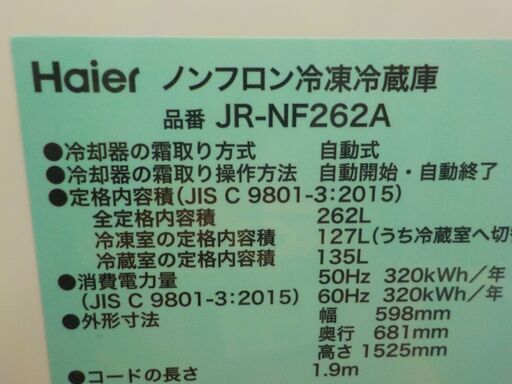 Haier ノンフロン冷凍冷蔵庫
品番 JR-NF262A
●冷却器の霜取り方式 自動式
●冷却器の霜取り操作方法 自動開始・自動終了
●定格内容積(JIS C 9801-3:2015)
全定格内容積 262L
冷凍室の定格内容積 127L(うち冷蔵室へ切替
冷蔵室の定格内容積 135L
●消費電力量 50Hz 320kWh/年
(JIS C 9801-3:2015) 60Hz 320kWh/年
●外形寸法 幅 598mm
奥行 681mm
高さ 1525mm
●コードの長さ 1.9m